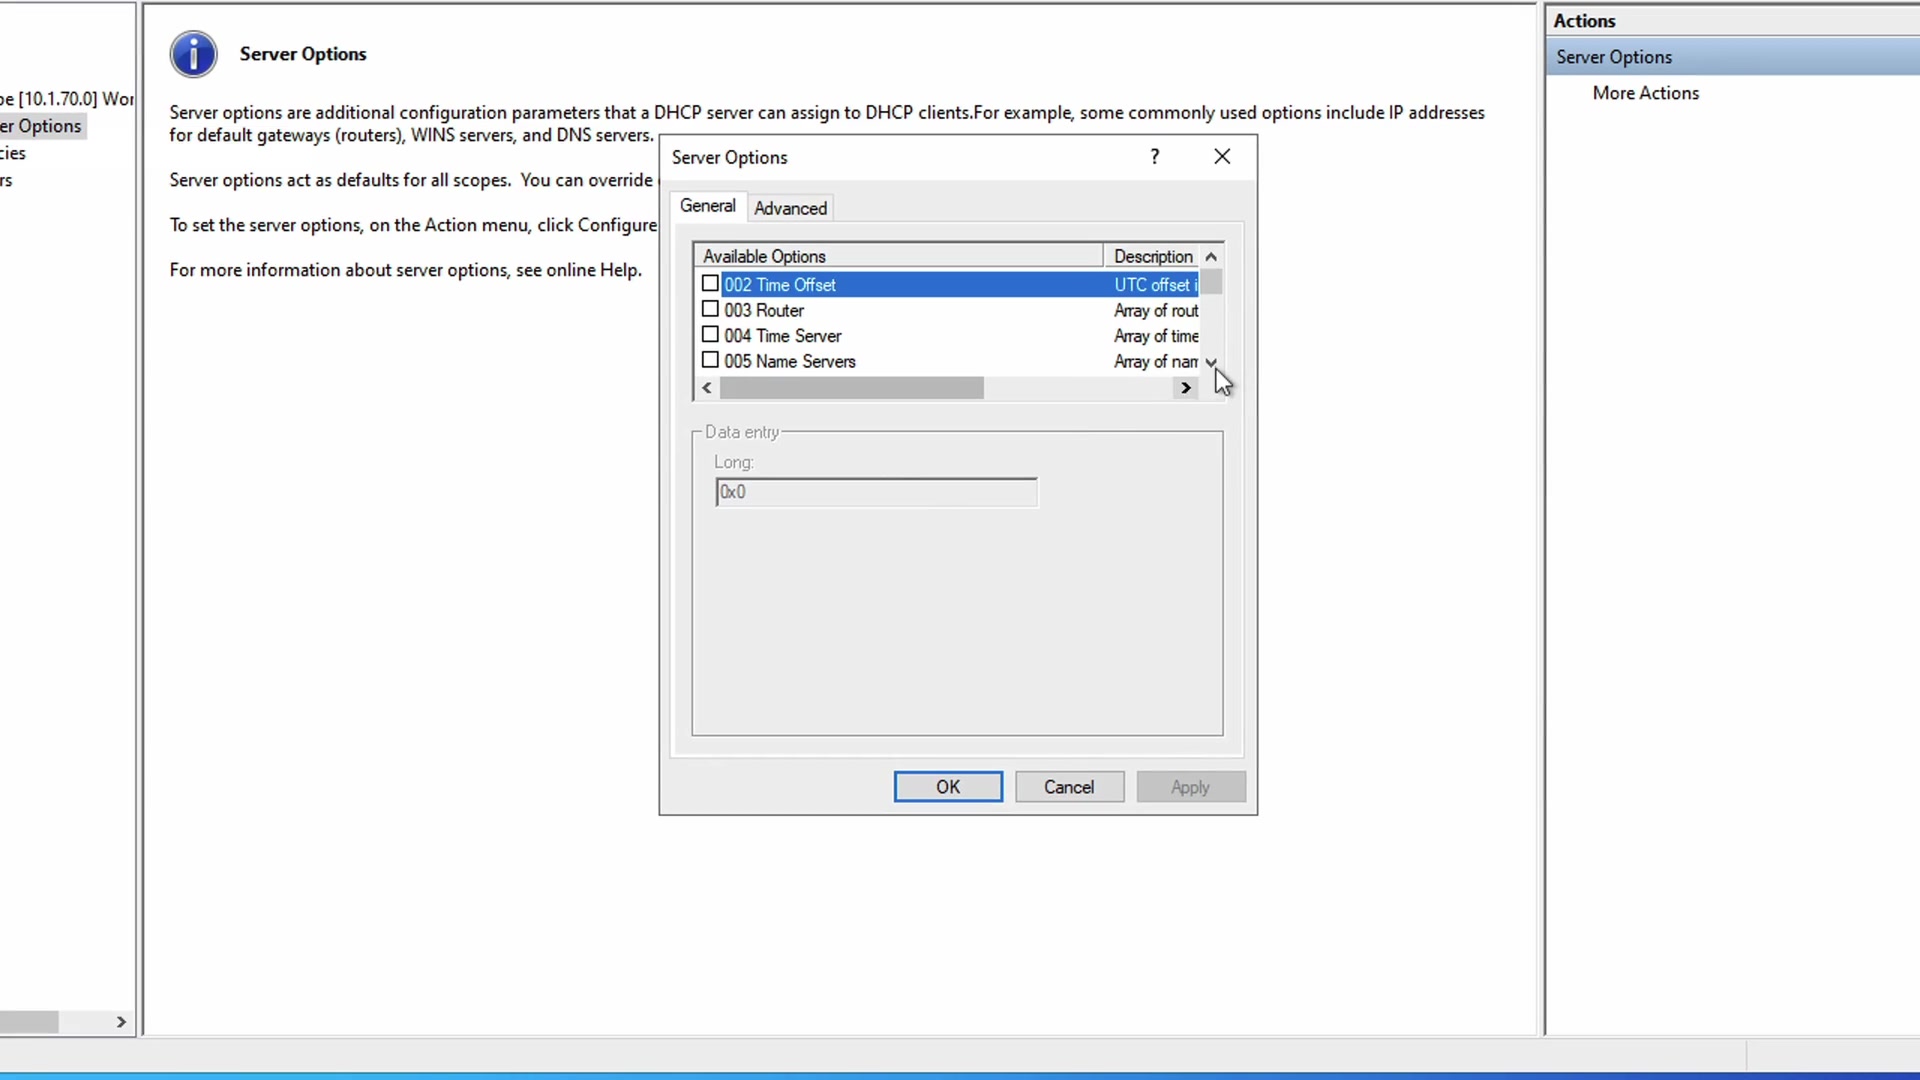 Server Options
Server options are additional configuration parameters that a DHCP server can assign to DHCP clients.For example, some commonly used options include IP addresses
for default gateways (routers), WINS servers, and DNS servers.
Server options act as defaults for all scopes. You can override
To set the server options, on the Action menu, click Configure
For more information about server options, see online Help.
[10.1.70.0]
Options
Server Options
?
General
Advanced
Available Options
Description
002 Time Offset
UTC offset i
003 Router
Array of rout
004 Time Server
Array of time
005 Name Servers
Array of nam
Data entry
Long:
0x0
OK
Cancel
Apply
Actions
Server Options
More Actions